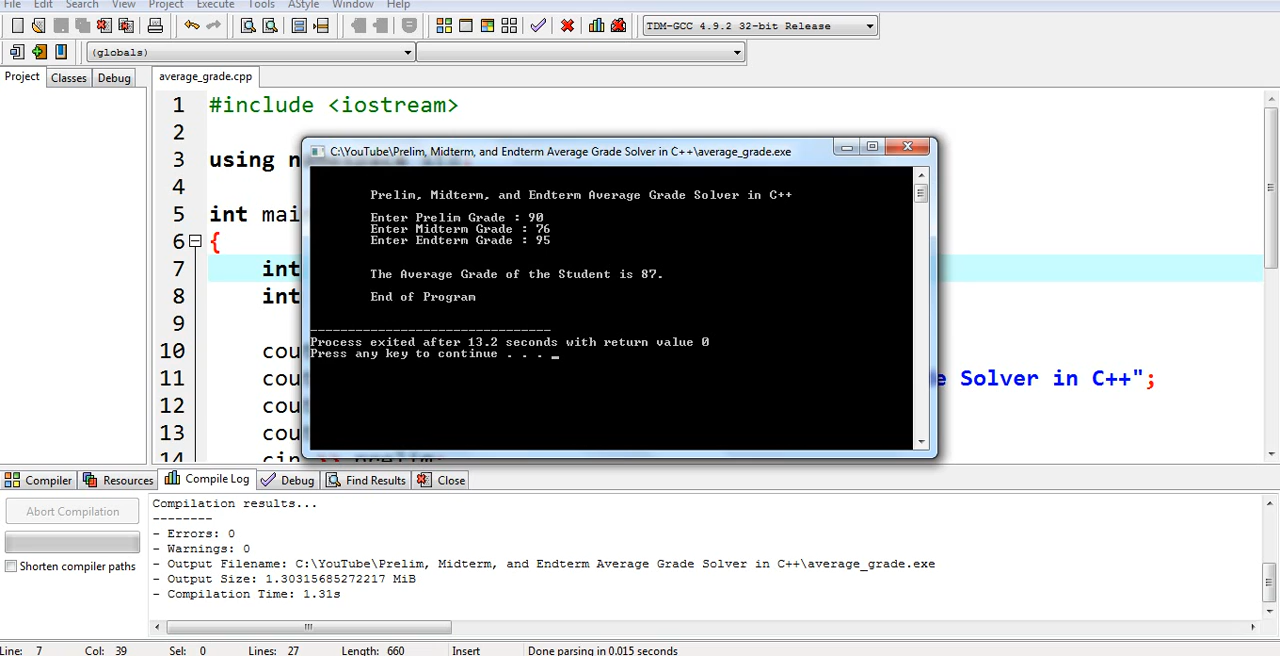 File Edit Search View Project Execute Tools AStyle Window Help
TDM-GCC 4.9.2 32-bit Release
(globals)
Project Classes Debug average_grade.cpp
1 #include <iostream>
2
C:\YouTube\Prelim, Midterm, and Endterm Average Grade Solver in C++\average_grade.exe
3 using n
4
5 int mai
6 {
7 int
8 int
9
10 cou
11 cou e Solver in C++";
12 cou
13 cou
14 cin
Prelim, Midterm, and Endterm Average Grade Solver in C++
Enter Prelim Grade : 90
Enter Midterm Grade : 76
Enter Endterm Grade : 95
The Average Grade of the Student is 87.
End of Program
--------------------------------
Process exited after 13.2 seconds with return value 0
Press any key to continue . . . _
Compiler Resources Compile Log Debug Find Results Close
Abort Compilation
Shorten compiler paths
Compilation results...
--------
- Errors: 0
- Warnings: 0
- Output Filename: C:\YouTube\Prelim, Midterm, and Endterm Average Grade Solver in C++\average_grade.exe
- Output Size: 1.30315685272217 MiB
- Compilation Time: 1.31s
Line: 7 Col: 39 Sel: 0 Lines: 27 Length: 660 Insert Done parsing in 0.015 seconds